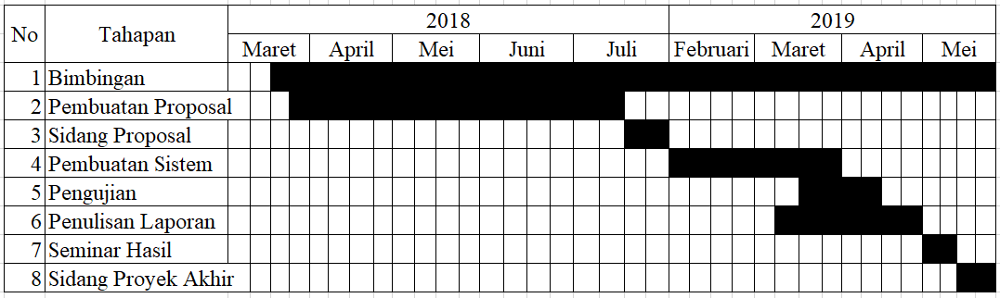 No Tahapan 2018 2019
Maret April Mei Juni Juli Februari Maret April Mei
1 Bimbingan
2 Pembuatan Proposal
3 Sidang Proposal
4 Pembuatan Sistem
5 Pengujian
6 Penulisan Laporan
7 Seminar Hasil
8 Sidang Proyek Akhir